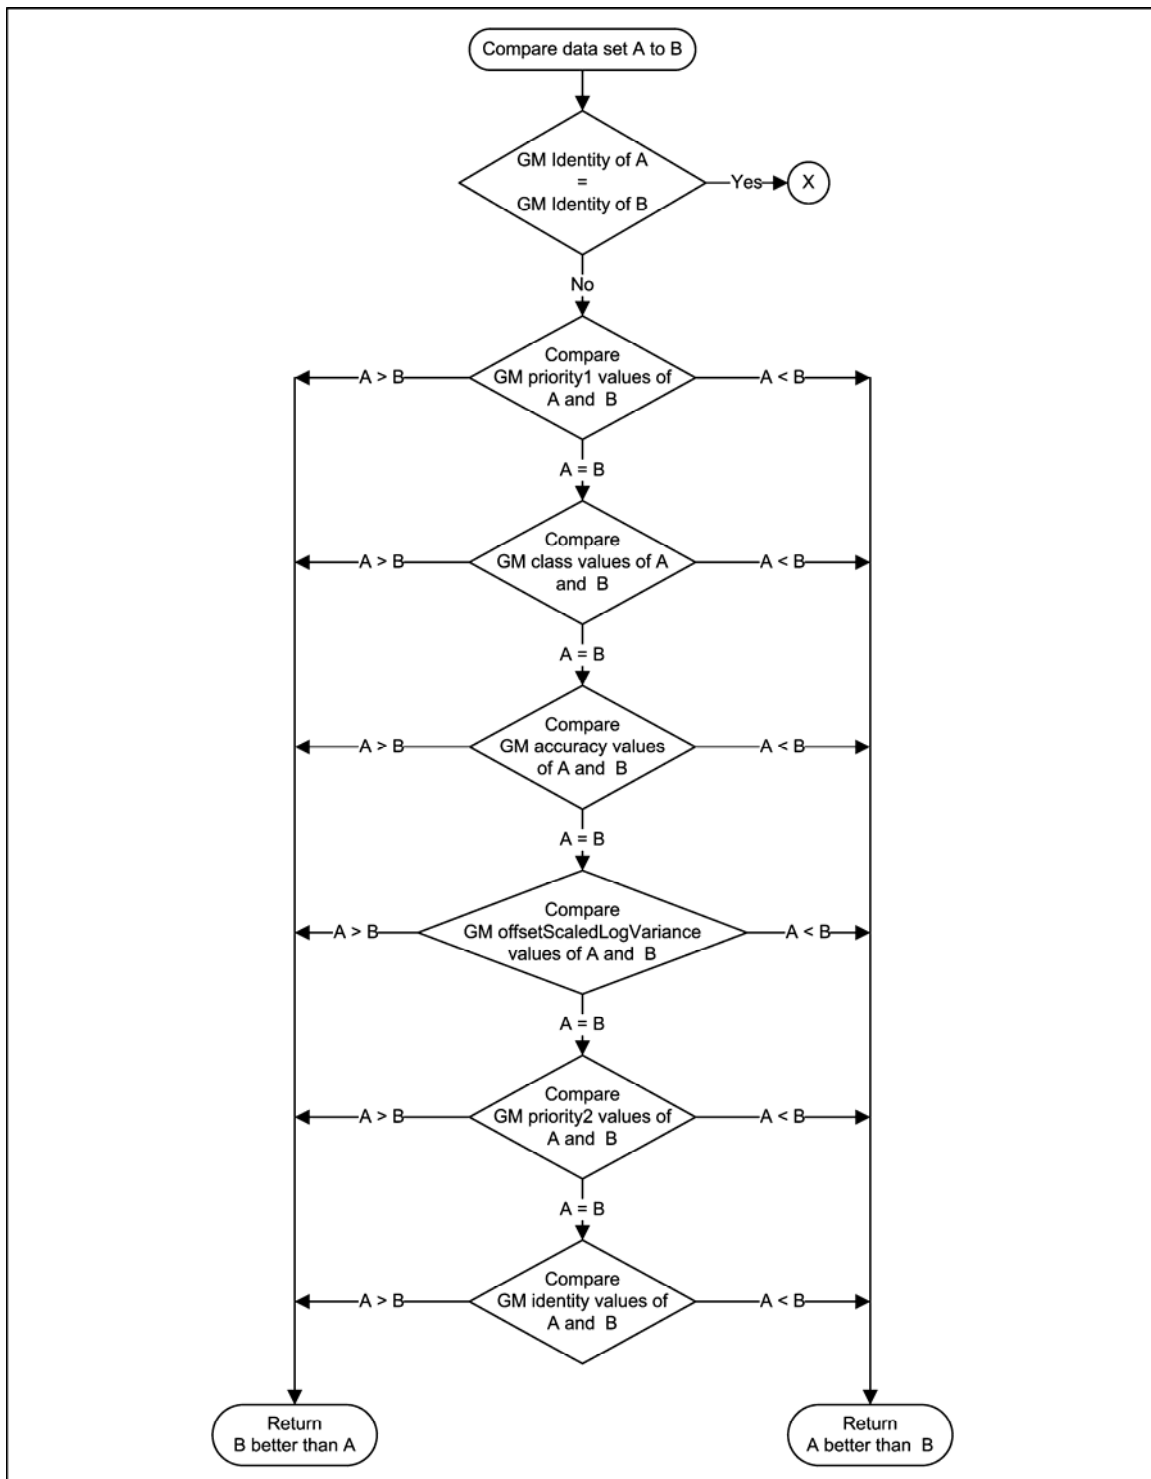 Compare data set A to B
GM Identity of A
=
GM Identity of B
Yes
X
No
Compare
GM priority1 values of
A and B
A > B
A < B
A = B
Compare
GM class values of A
and B
A > B
A < B
A = B
Compare
GM accuracy values
of A and B
A > B
A < B
A = B
Compare
GM offsetScaledLogVariance
values of A and B
A > B
A < B
A = B
Compare
GM priority2 values of
A and B
A > B
A < B
A = B
Compare
GM identity values of
A and B
A > B
A < B
Return
B better than A
Return
A better than B